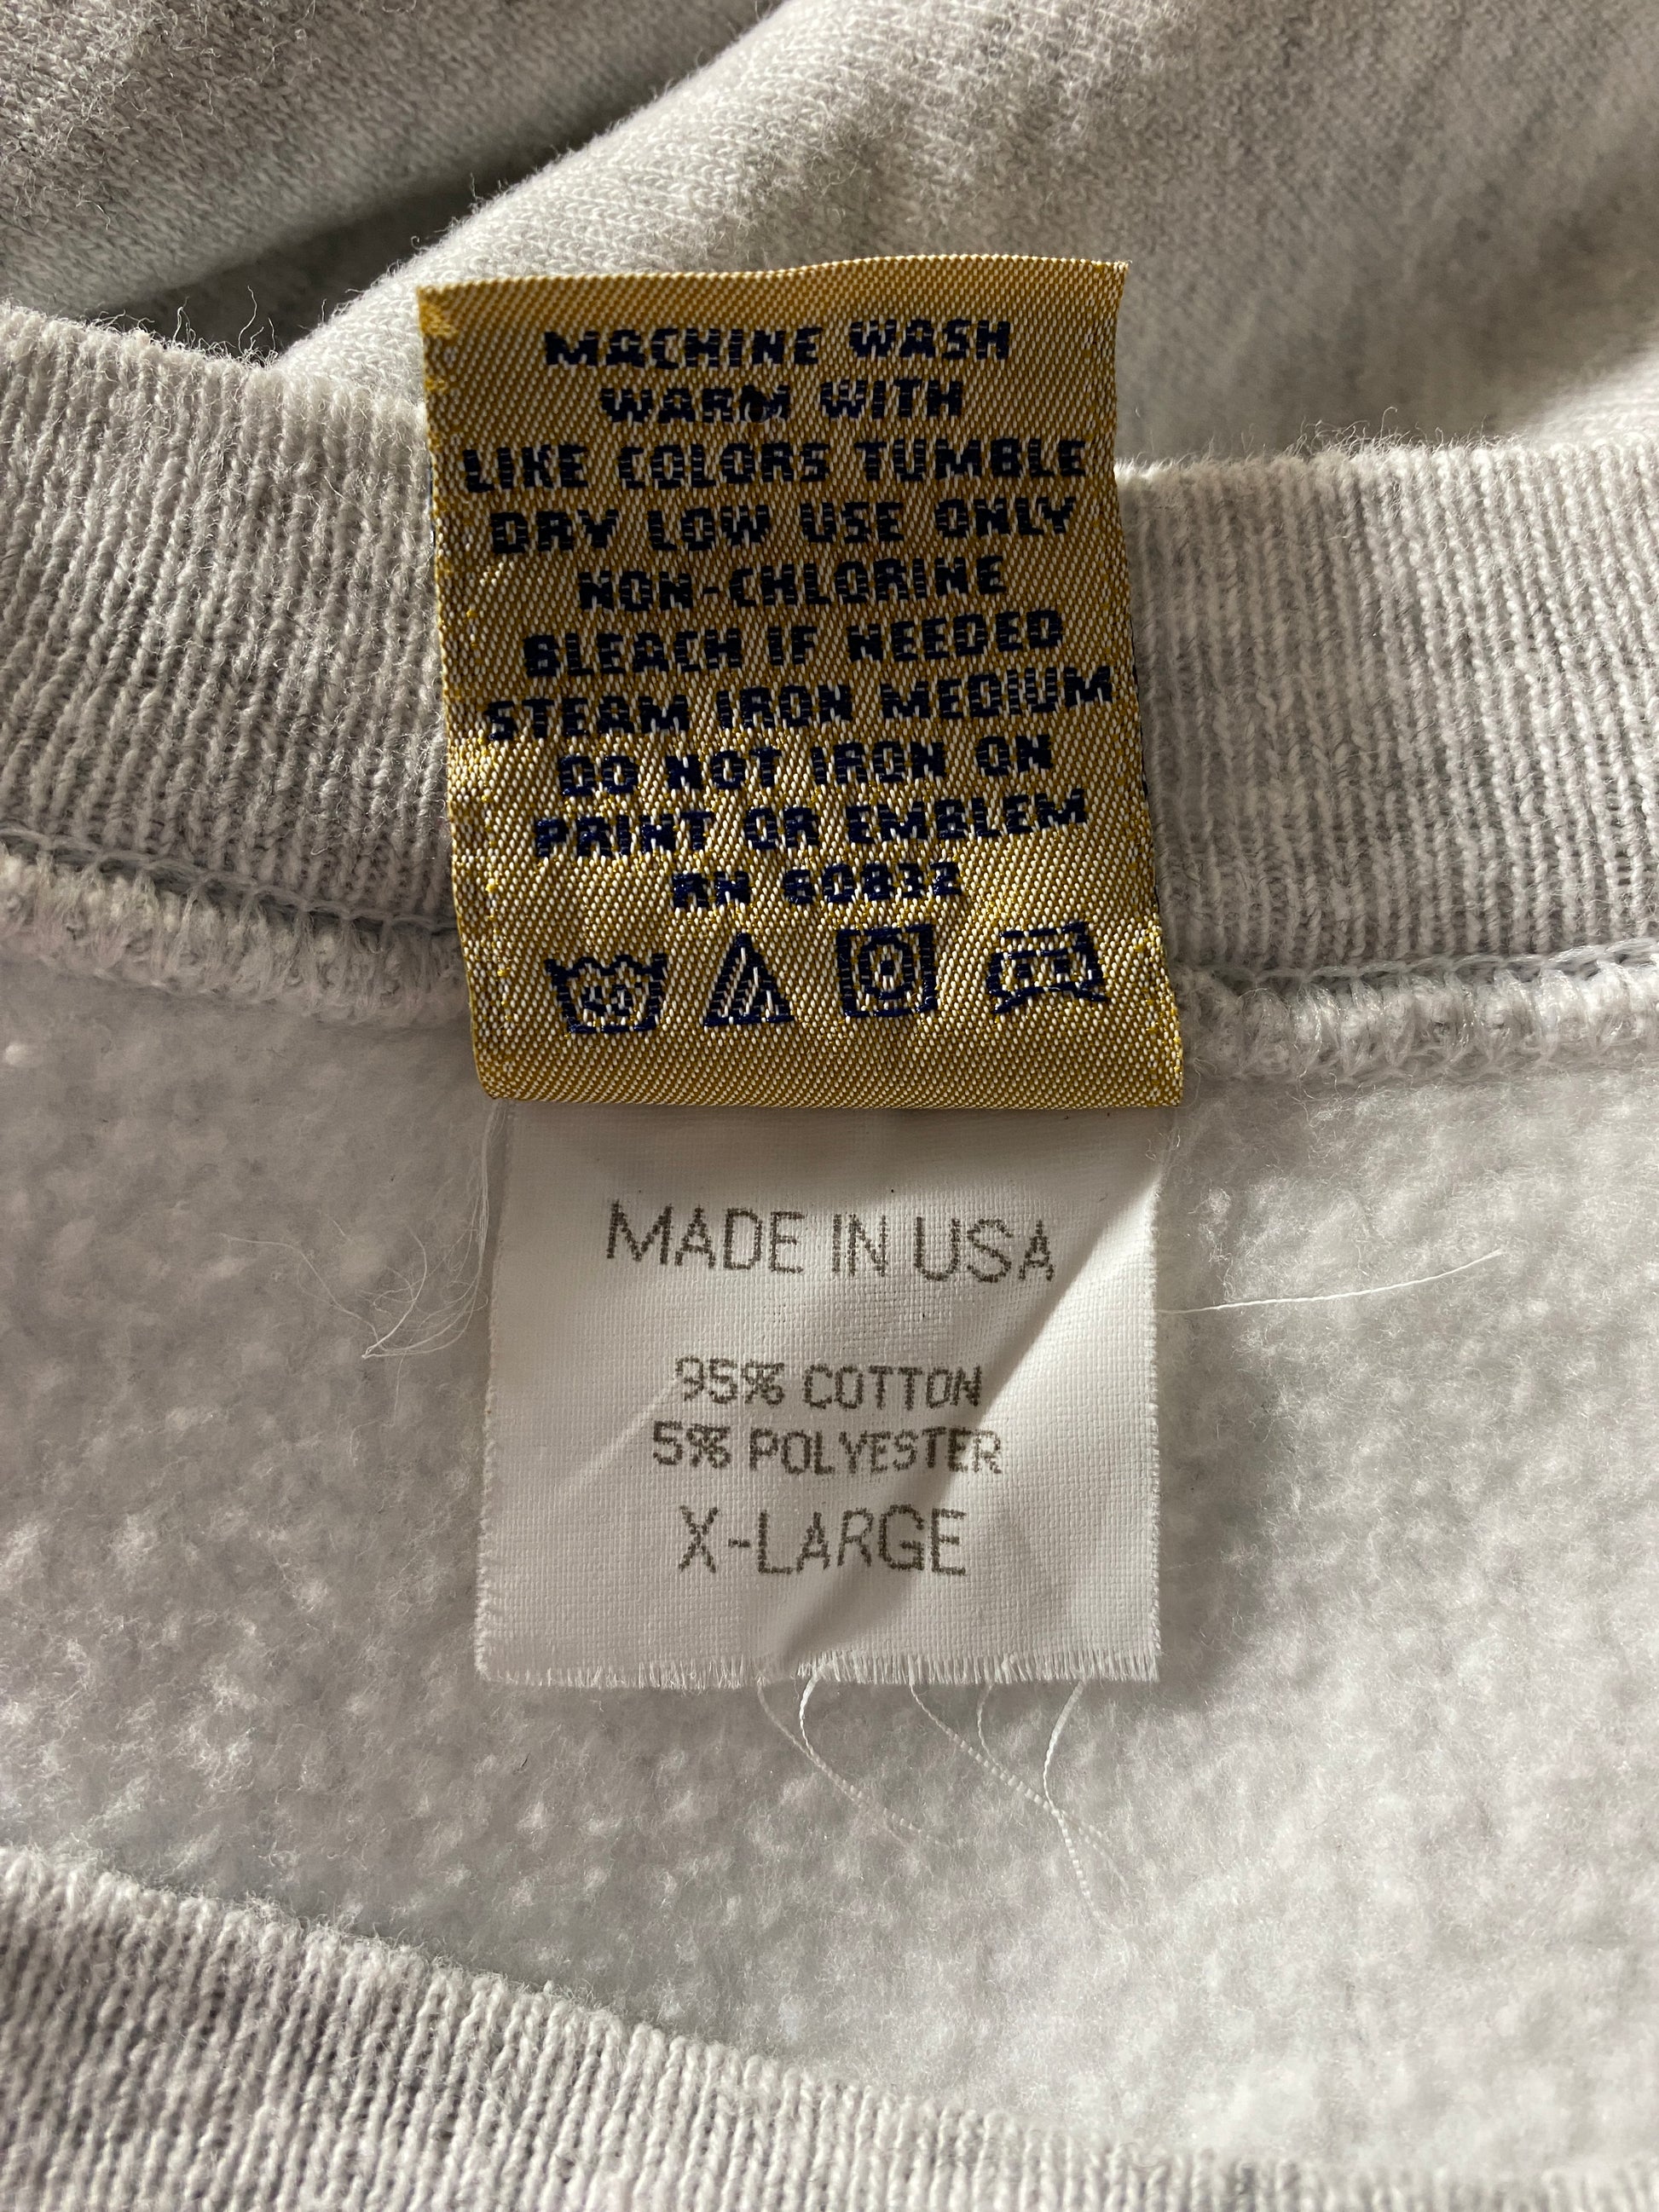 MACHINE WASH
WARM WITH
LIKE COLORS TUMBLE
DRY LOW USE ONLY
NON-CHLORINE
BLEACH IF NEEDED
STEAM IRON MEDIUM
DO NOT IRON ON
PRINT OR EMBLEM
RN 60832
40
MADE IN USA
95% COTTON
5% POLYESTER
X-LARGE